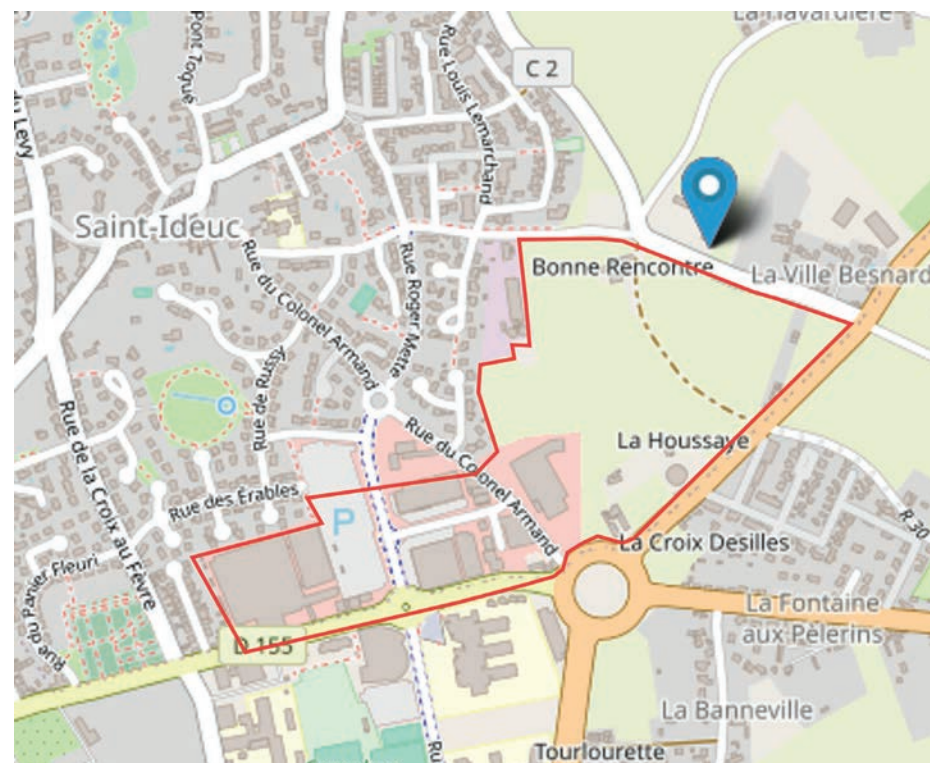 La Havardière
Pont Toqué
Rue Louis Lemarchand
C 2
du Levy
Saint-Ideuc
Rue du Colonel Armand
Rue Roger Mette
Bonne Rencontre
La Ville Besnard
Rue de Russy
Rue de la Croix au Fèvre
Rue du Colonel Armand
La Houssaye
Rue des Érables
P
R 30
La Croix Desilles
Rue du Panier Fleuri
La Fontaine
aux Pèlerins
D 155
La Banneville
Tourlourette